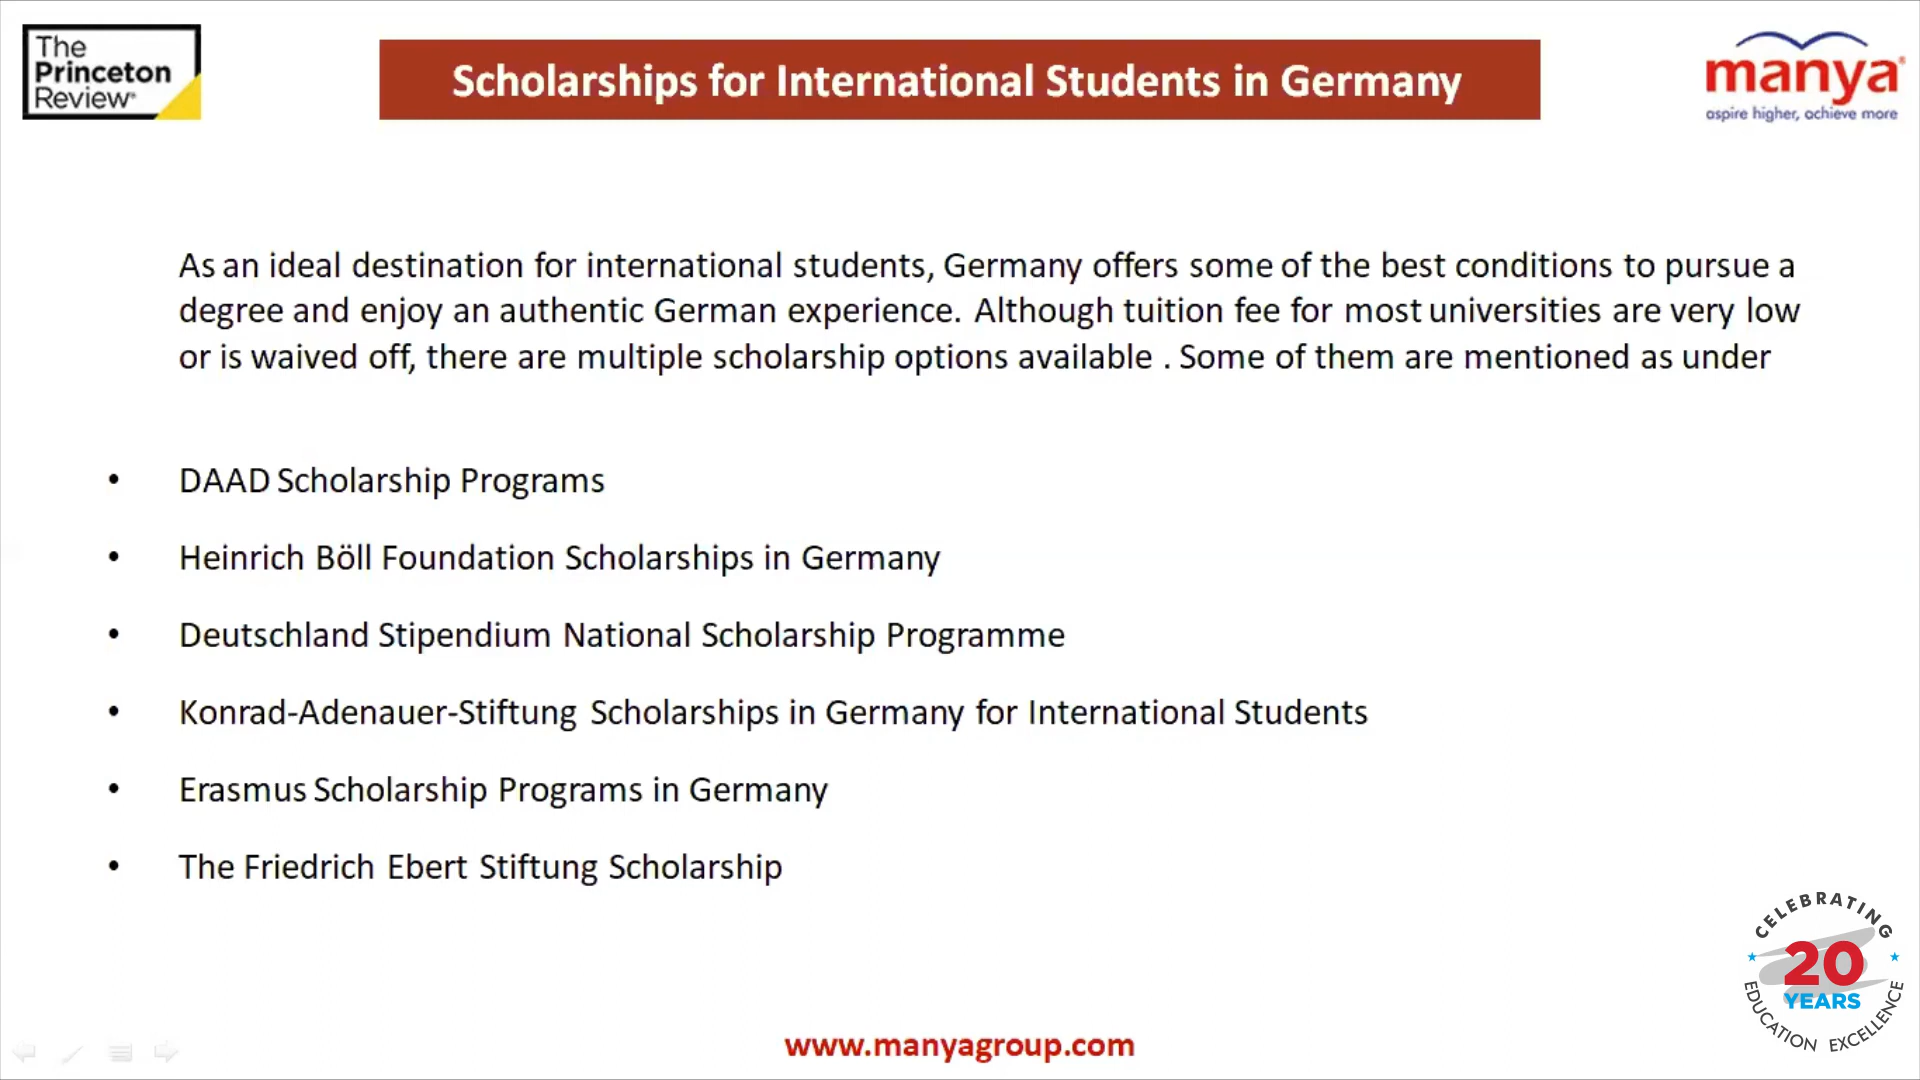 The
Princeton
Review®
Scholarships for International Students in Germany
manya®
aspire higher, achieve more
As an ideal destination for international students, Germany offers some of the best conditions to pursue a
degree and enjoy an authentic German experience. Although tuition fee for most universities are very low
or is waived off, there are multiple scholarship options available . Some of them are mentioned as under
• DAAD Scholarship Programs
• Heinrich Böll Foundation Scholarships in Germany
• Deutschland Stipendium National Scholarship Programme
• Konrad-Adenauer-Stiftung Scholarships in Germany for International Students
• Erasmus Scholarship Programs in Germany
• The Friedrich Ebert Stiftung Scholarship
CELEBRATING
20
YEARS
EDUCATION EXCELLENCE
www.manyagroup.com